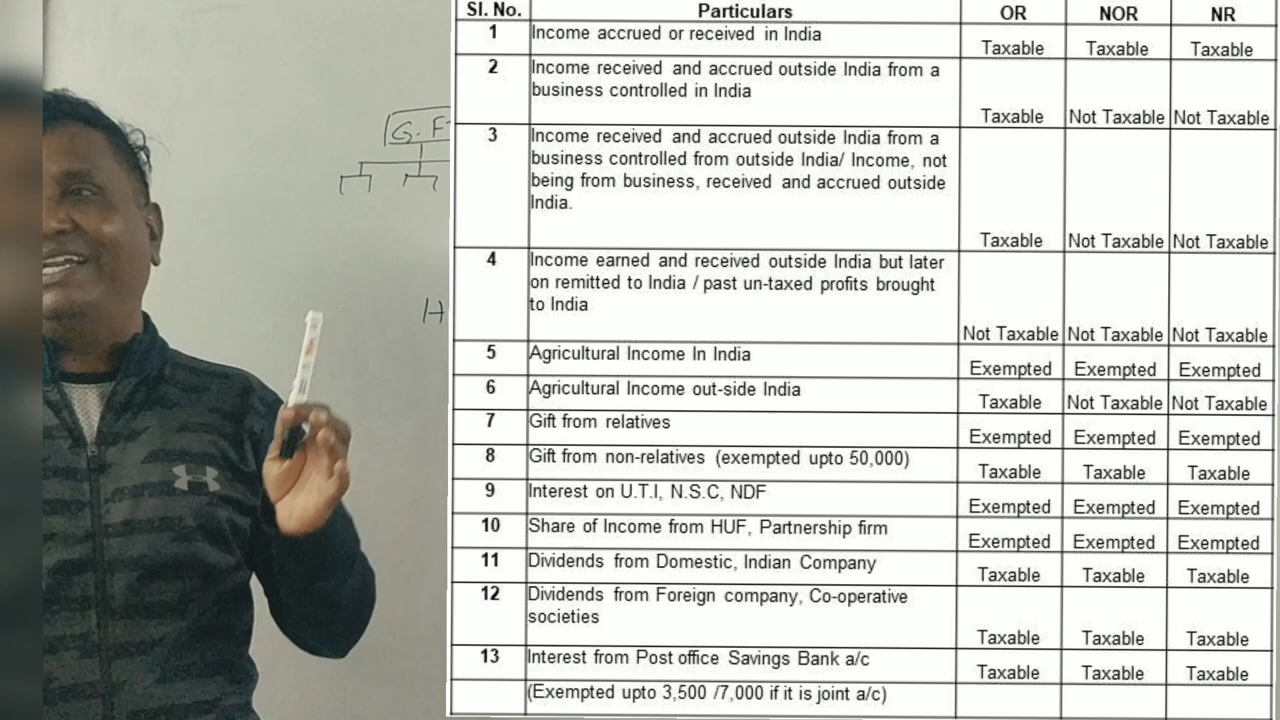 G. F
H
Sl. No. Particulars OR NOR NR
1 Income accrued or received in India Taxable Taxable Taxable
2 Income received and accrued outside India from a
business controlled in India
Taxable Not Taxable Not Taxable
3 Income received and accrued outside India from a
business controlled from outside India/ Income, not
being from business, received and accrued outside
India.
Taxable Not Taxable Not Taxable
4 Income earned and received outside India but later
on remitted to India / past un-taxed profits brought
to India
Not Taxable Not Taxable Not Taxable
5 Agricultural Income In India Exempted Exempted Exempted
6 Agricultural Income out-side India Taxable Not Taxable Not Taxable
7 Gift from relatives Exempted Exempted Exempted
8 Gift from non-relatives (exempted upto 50,000) Taxable Taxable Taxable
9 Interest on U.T.I, N.S.C, NDF Exempted Exempted Exempted
10 Share of Income from HUF, Partnership firm Exempted Exempted Exempted
11 Dividends from Domestic, Indian Company Taxable Taxable Taxable
12 Dividends from Foreign company, Co-operative
societies
Taxable Taxable Taxable
13 Interest from Post office Savings Bank a/c Taxable Taxable Taxable
(Exempted upto 3,500 /7,000 if it is joint a/c)